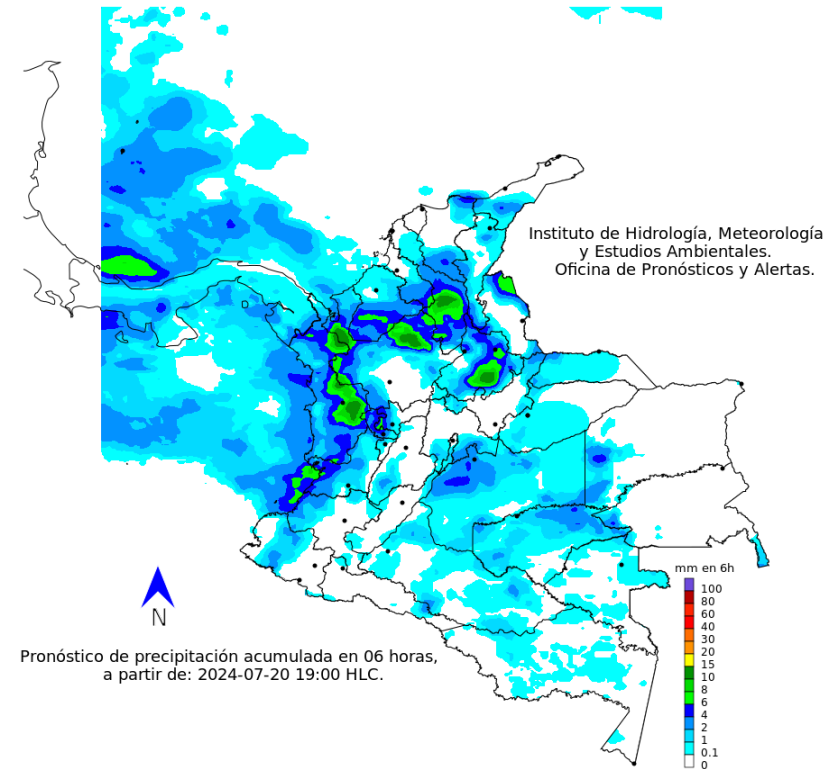 Instituto de Hidrología, Meteorología
y Estudios Ambientales.
Oficina de Pronósticos y Alertas.
mm en 6h
100
80
60
40
30
20
15
10
8
6
4
2
1
0.1
0
N
Pronóstico de precipitación acumulada en 06 horas,
a partir de: 2024-07-20 19:00 HLC.